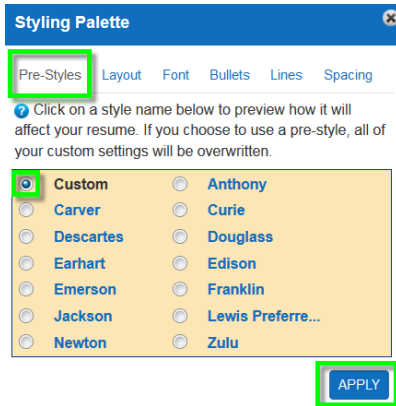 Styling Palette
Pre-Styles Layout Font Bullets Lines Spacing
Click on a style name below to preview how it will
affect your resume. If you choose to use a pre-style, all of
your custom settings will be overwritten.
Custom Anthony
Carver Curie
Descartes Douglass
Earhart Edison
Emerson Franklin
Jackson Lewis Preferre...
Newton Zulu
APPLY